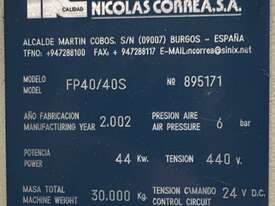 CALIDAD NICOLAS CORREA, S.A.
ALCALDE MARTIN COBOS, S/N (09007) BURGOS - ESPAÑA
TFNO: +947288100 FAX: + 947288117 E-MAIL:ncorrea@sinix.net
MODELO
MODEL FP40/40S Nº 895171
AÑO FABRICACION
MANUFACTURING YEAR 2.002 PRESION AIRE
AIR PRESSURE 6 bar
POTENCIA
POWER 44 Kw. TENSION 440 V.
MASA TOTAL
MACHINE WEIGHT 30.000 Kg. TENSION C\MANDO
CONTROL CIRCUIT 24 V D.C.